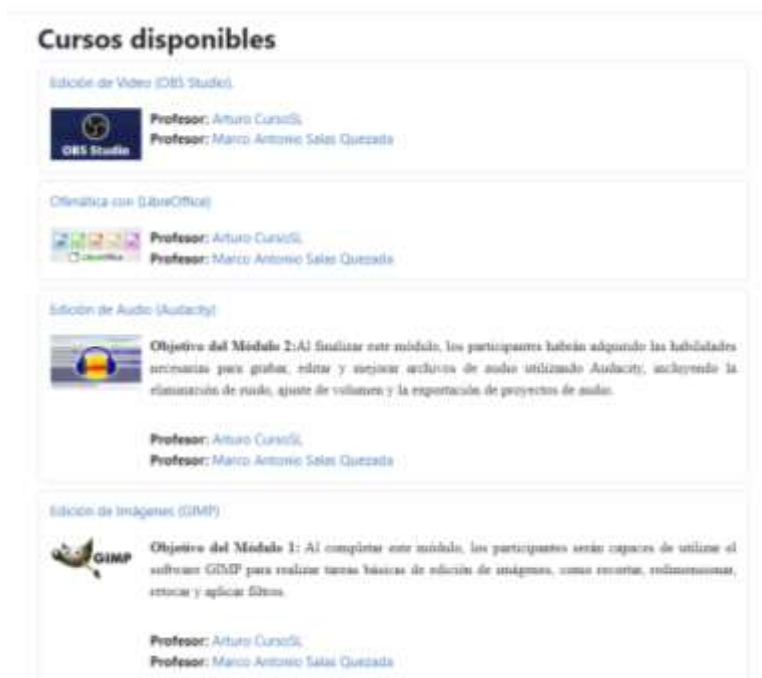 Cursos disponibles
Edición de Video (OBS Studio).
OBS Studio
Profesor: Arturo CursoSL
Profesor: Marco Antonio Salas Quezada
Ofimática con (LibreOffice)
LibreOffice
Profesor: Arturo CursoSL
Profesor: Marco Antonio Salas Quezada
Edición de Audio (Audacity)
Objetivo del Módulo 2:Al finalizar este módulo, los participantes habrán adquirido las habilidades
necesarias para grabar, editar y mejorar archivos de audio utilizando Audacity, incluyendo la
eliminación de ruido, ajuste de volumen y la exportación de proyectos de audio.
Profesor: Arturo CursoSL
Profesor: Marco Antonio Salas Quezada
Edición de Imágenes (GIMP)
GIMP
Objetivo del Módulo 1: Al completar este módulo, los participantes serán capaces de utilizar el
software GIMP para realizar tareas básicas de edición de imágenes, como recortar, redimensionar,
retocar y aplicar filtros.
Profesor: Arturo CursoSL
Profesor: Marco Antonio Salas Quezada